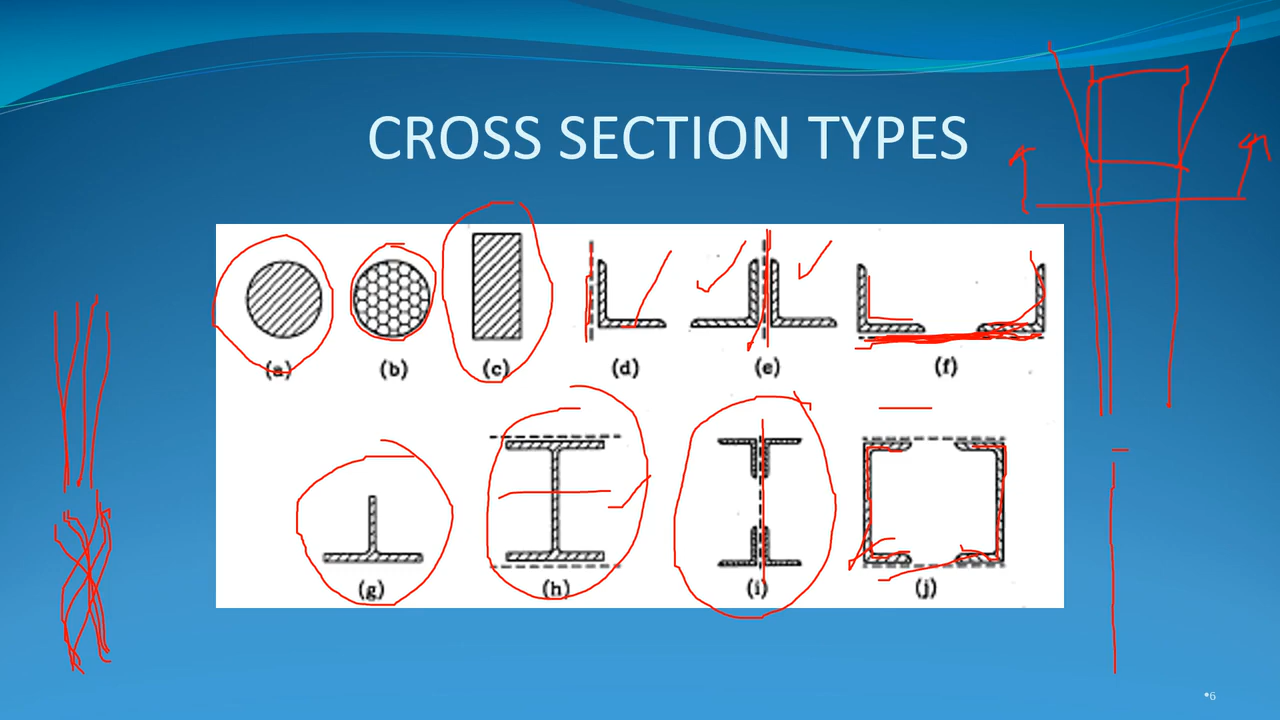 CROSS SECTION TYPES
(a) (b) (c) (d) (e) (f)
(g) (h) (i) (j)
•6